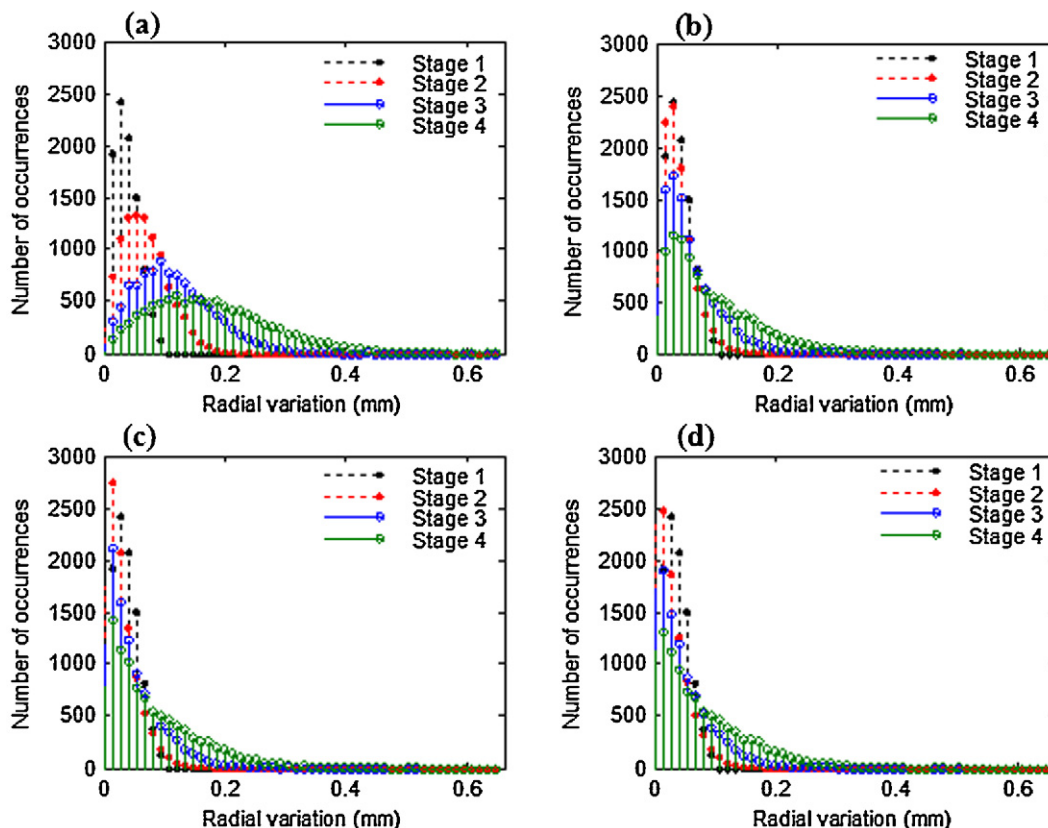 (a)
3000
2500
2000
1500
1000
500
0
0 0.2 0.4 0.6
Number of occurrences
Radial variation (mm)
Stage 1
Stage 2
Stage 3
Stage 4
(b)
3000
2500
2000
1500
1000
500
0
0 0.2 0.4 0.6
Number of occurrences
Radial variation (mm)
Stage 1
Stage 2
Stage 3
Stage 4
(c)
3000
2500
2000
1500
1000
500
0
0 0.2 0.4 0.6
Number of occurrences
Radial variation (mm)
Stage 1
Stage 2
Stage 3
Stage 4
(d)
3000
2500
2000
1500
1000
500
0
0 0.2 0.4 0.6
Number of occurrences
Radial variation (mm)
Stage 1
Stage 2
Stage 3
Stage 4